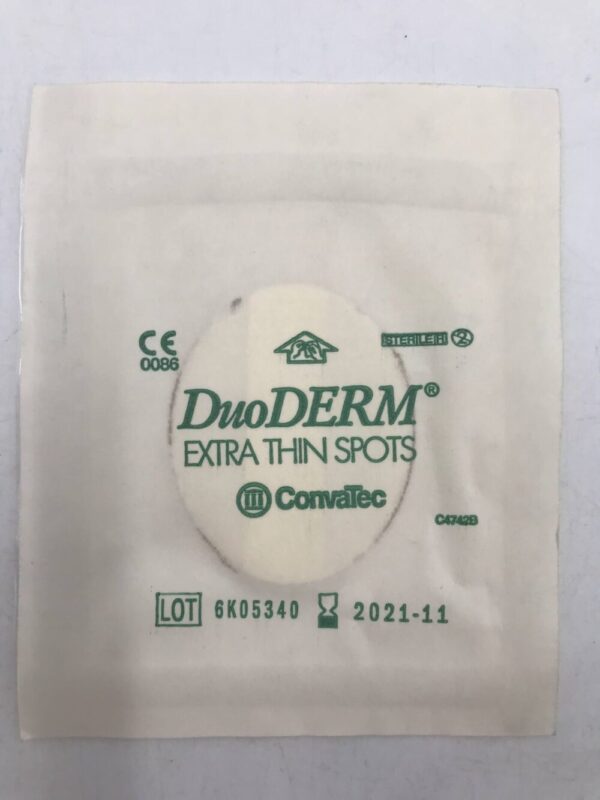 CE
0086
STERILE R
DuoDERM®
EXTRA THIN SPOTS
ConvaTec
C4742B
LOT 6K05340 2021-11